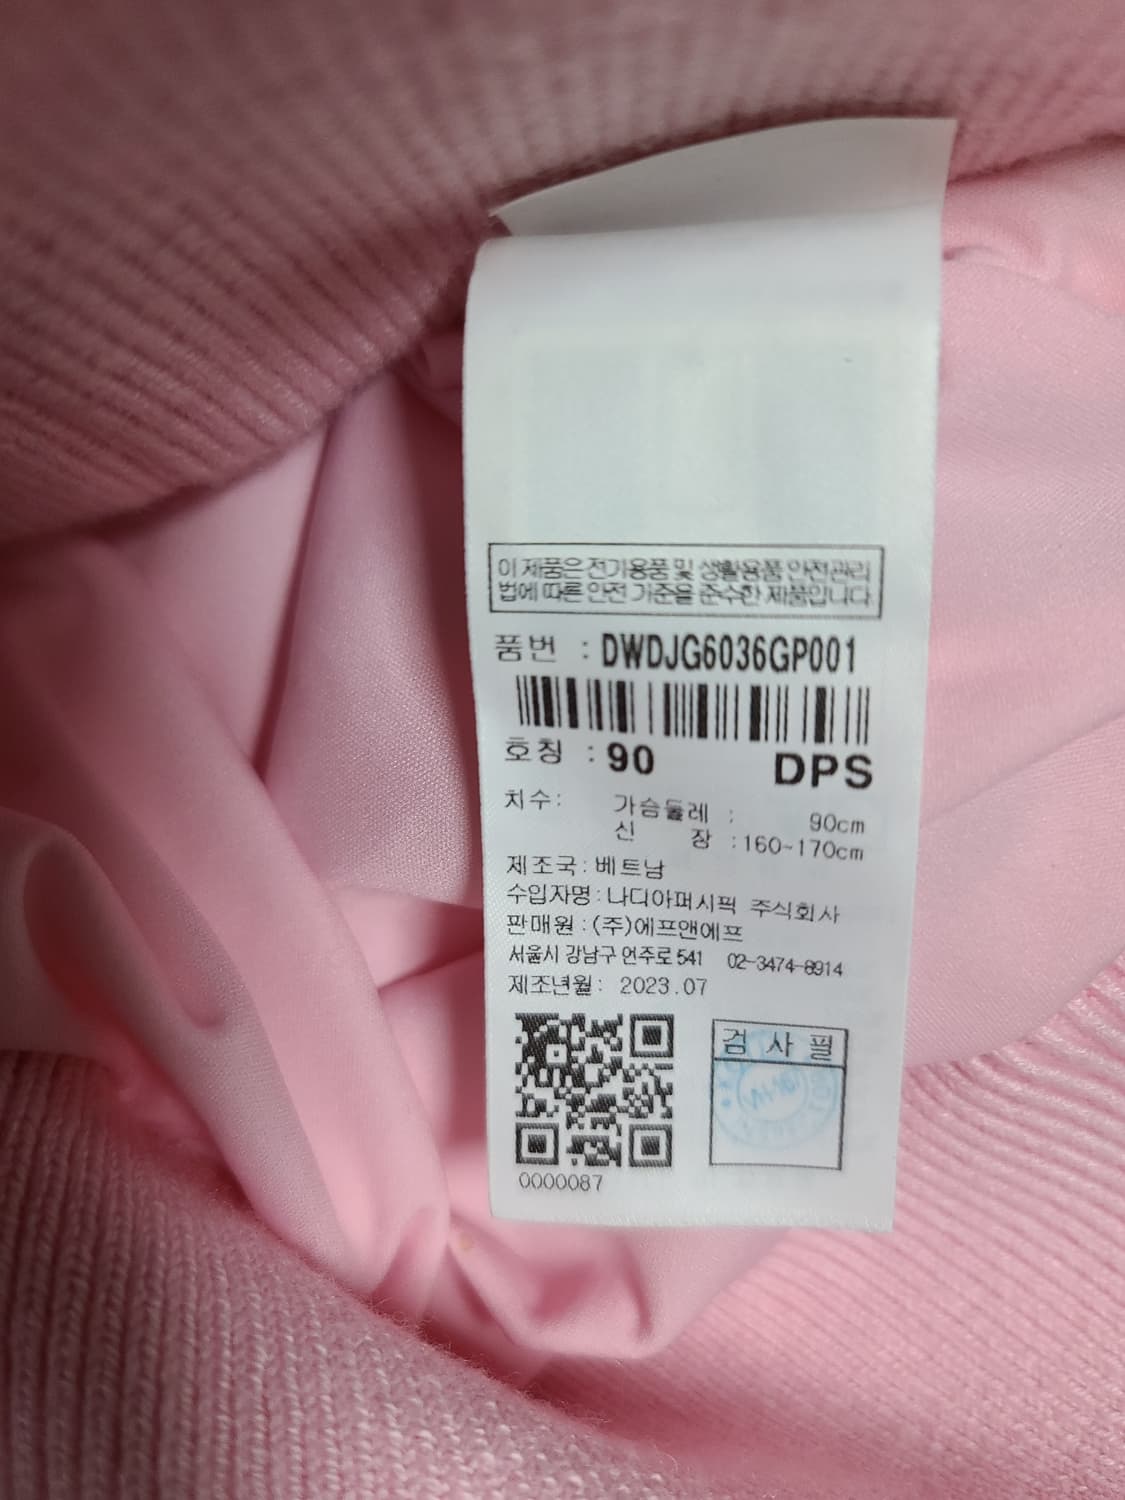 이 제품은 전기용품 및 생활용품 안전관리
법에 따른 안전 기준을 준수한 제품입니다.
품번 : DWDJG6036GP001
호칭 : 90 DPS
치수: 가슴둘레 : 90cm
신 장 :160~170cm
제조국:베트남
수입자명:나디아퍼시픽 주식회사
판매원:(주)에프앤에프
서울시 강남구 언주로 541 02-3474-8914
제조년월: 2023.07
검 사 필
0000087